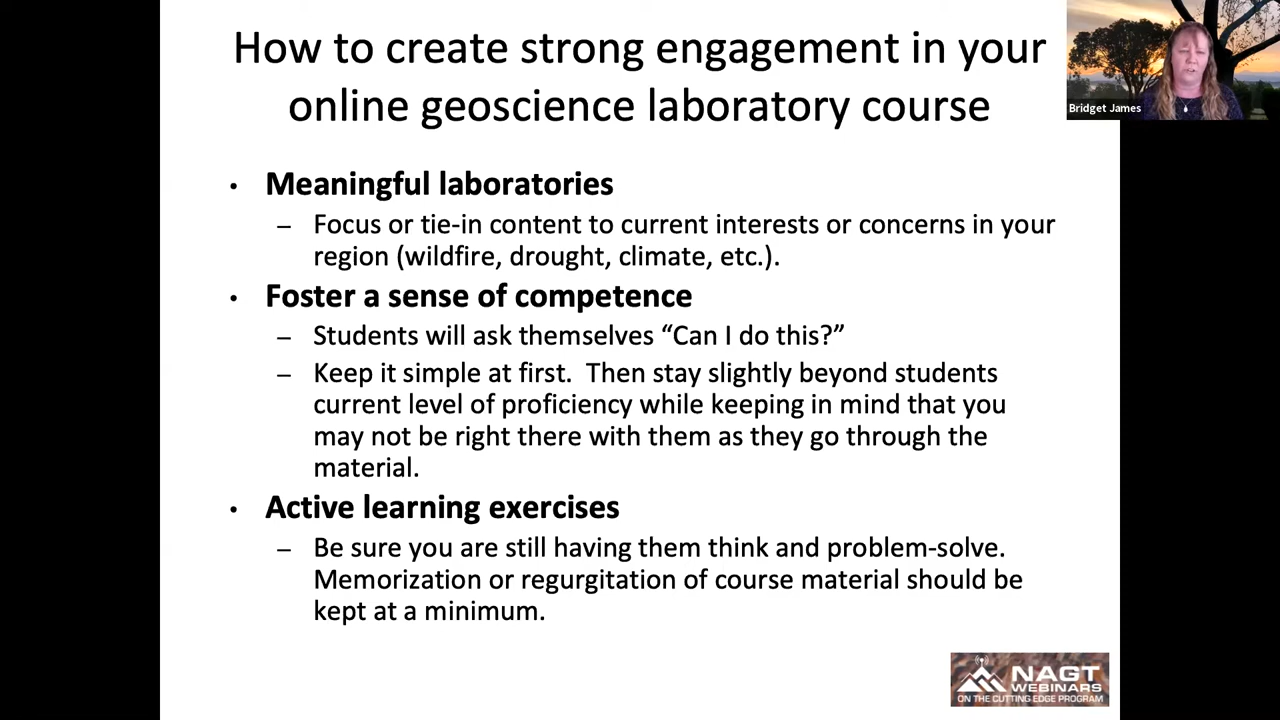 How to create strong engagement in your
online geoscience laboratory course
Bridget James
• Meaningful laboratories
– Focus or tie-in content to current interests or concerns in your
region (wildfire, drought, climate, etc.).
• Foster a sense of competence
– Students will ask themselves “Can I do this?”
– Keep it simple at first.  Then stay slightly beyond students
current level of proficiency while keeping in mind that you
may not be right there with them as they go through the
material.
• Active learning exercises
– Be sure you are still having them think and problem-solve.
Memorization or regurgitation of course material should be
kept at a minimum.
NAGT
WEBINARS
ON THE CUTTING EDGE PROGRAM